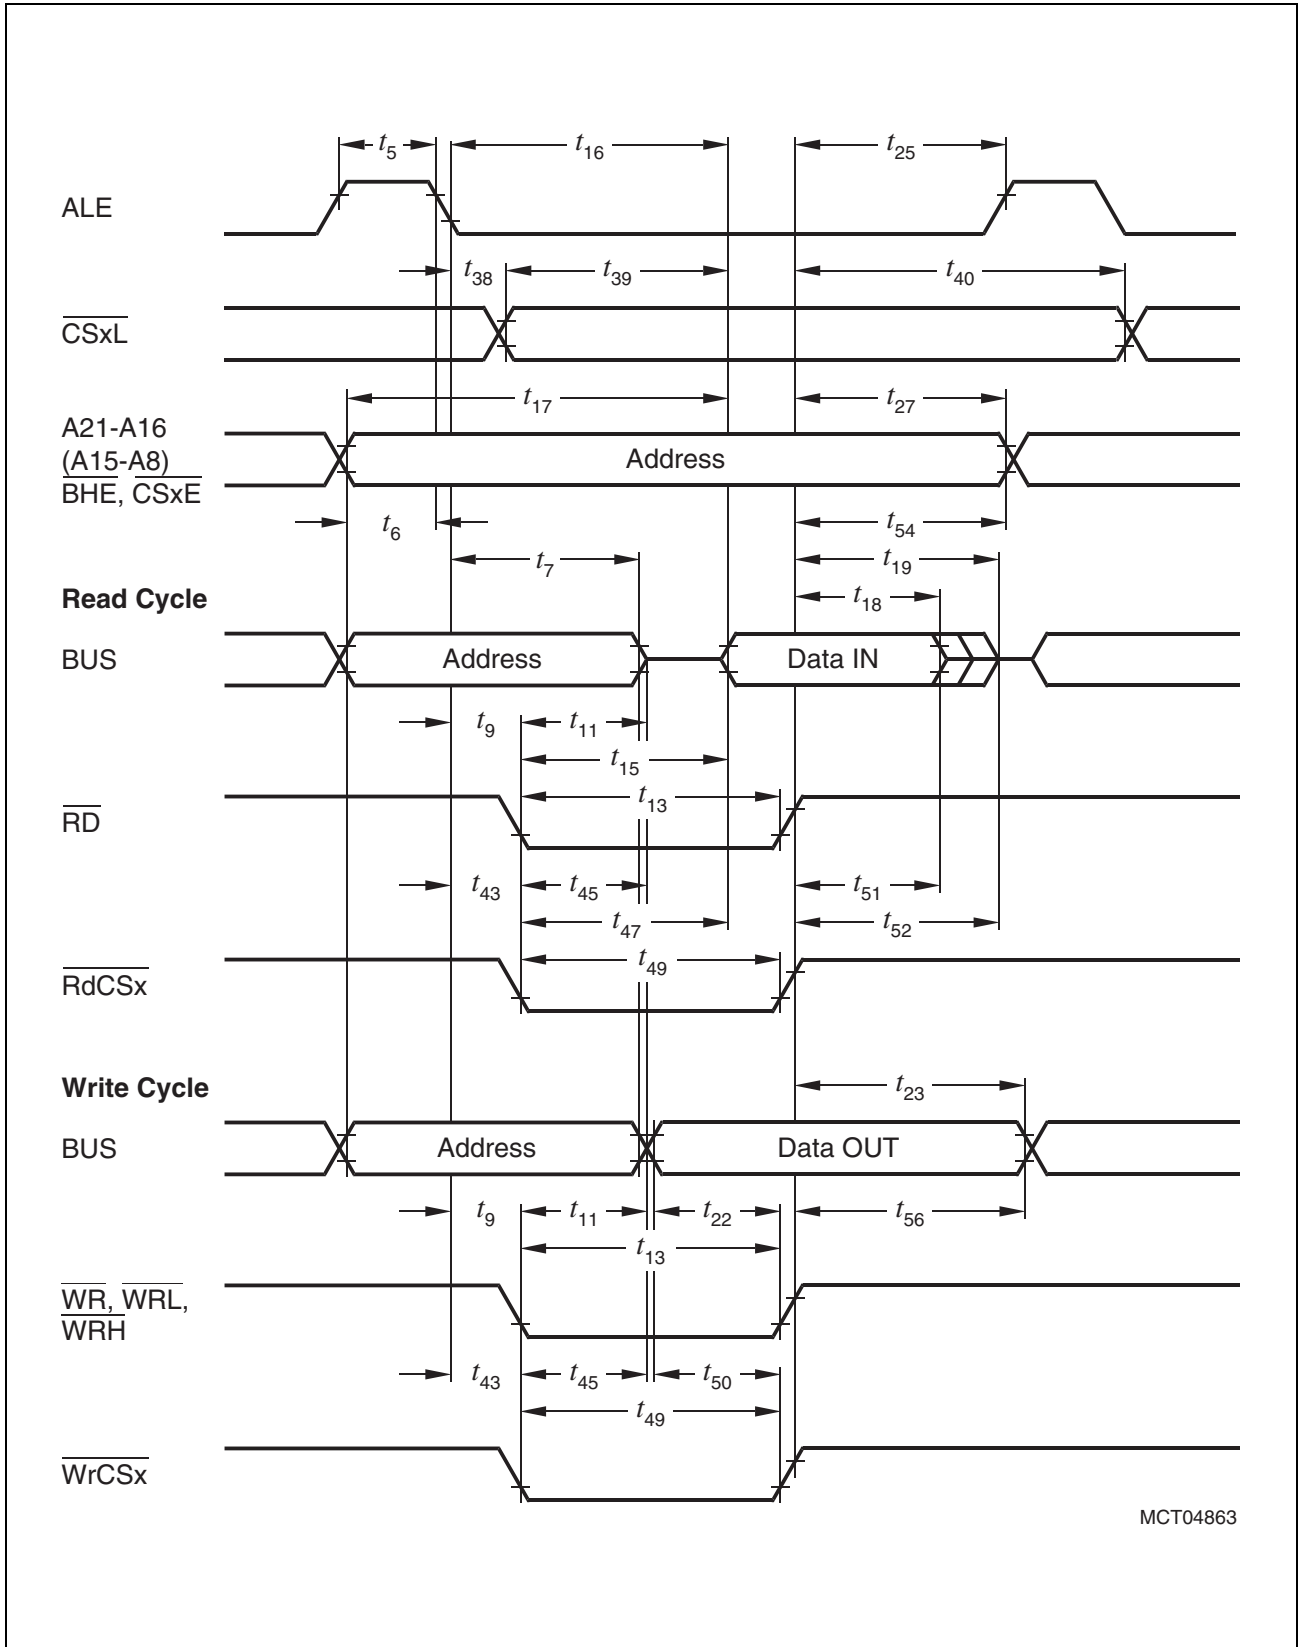 t5 t16 t25
ALE
t38 t39 t40
CSxL
t17 t27
A21-A16
(A15-A8)
BHE, CSxE
Address
t6 t54
t7 t19
Read Cycle
t18
BUS
Address Data IN
t9 t11
t15
t13
RD
t43 t45 t51
t47 t52
t49
RdCSx
Write Cycle
t23
BUS
Address Data OUT
t9 t11 t22 t56
t13
WR, WRL,
WRH
t43 t45 t50
t49
WrCSx
MCT04863